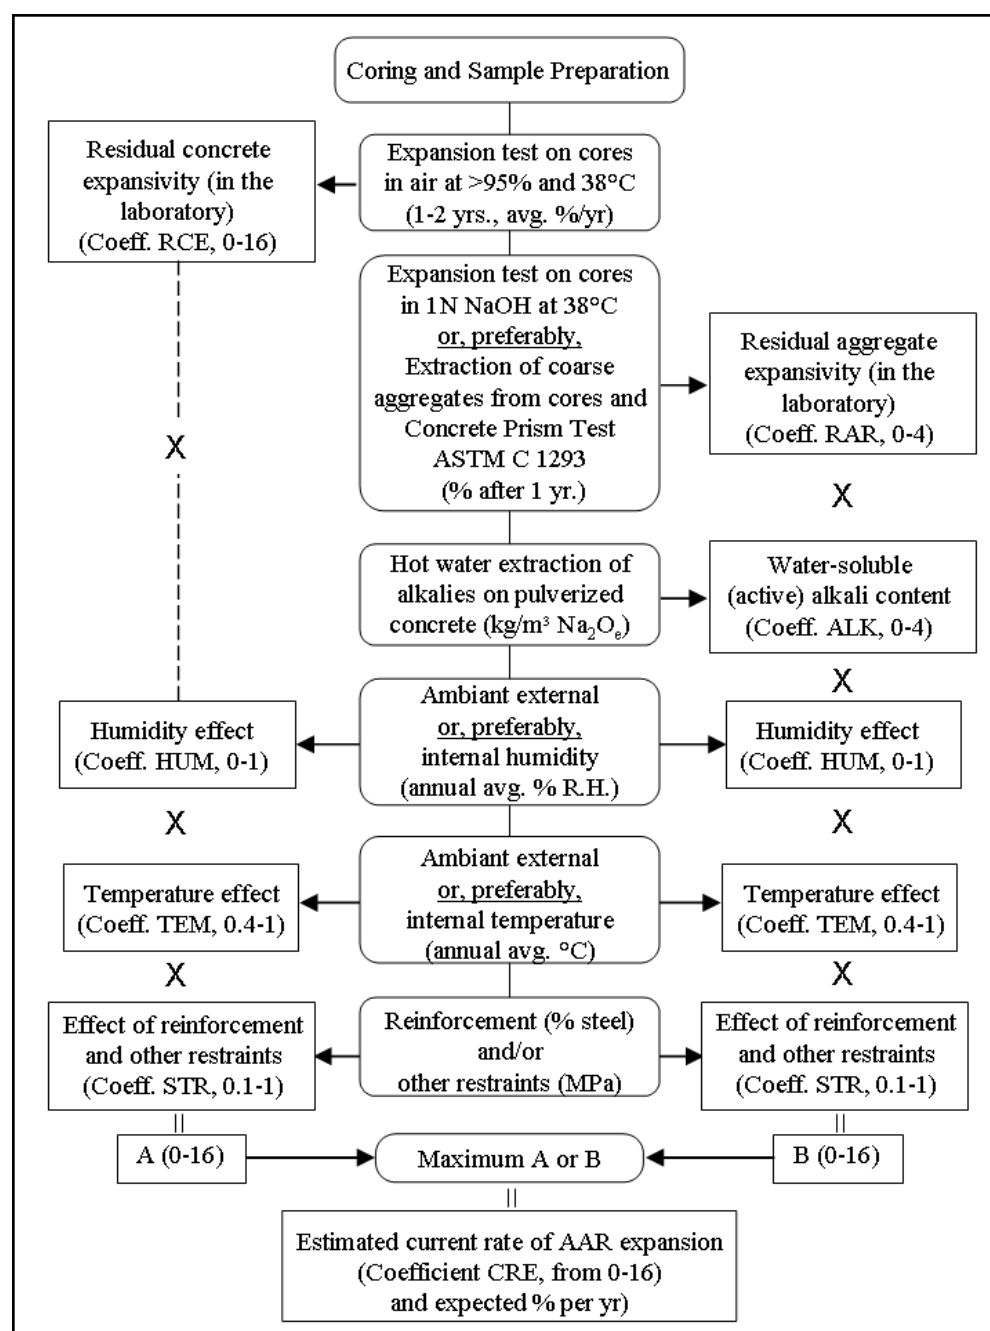 Coring and Sample Preparation
Residual concrete
expansivity (in the
laboratory)
(Coeff. RCE, 0-16)
Expansion test on cores
in air at >95% and 38°C
(1-2 yrs., avg. %/yr)
Expansion test on cores
in 1N NaOH at 38°C
or, preferably,
Extraction of coarse
aggregates from cores and
Concrete Prism Test
ASTM C 1293
(% after 1 yr.)
Residual aggregate
expansivity (in the
laboratory)
(Coeff. RAR, 0-4)
X
X
Hot water extraction of
alkalies on pulverized
concrete (kg/m³ Na₂Oₑ)
Water-soluble
(active) alkali content
(Coeff. ALK, 0-4)
X
Humidity effect
(Coeff. HUM, 0-1)
Ambiant external
or, preferably,
internal humidity
(annual avg. % R.H.)
Humidity effect
(Coeff. HUM, 0-1)
X
X
Temperature effect
(Coeff. TEM, 0.4-1)
Ambiant external
or, preferably,
internal temperature
(annual avg. °C)
Temperature effect
(Coeff. TEM, 0.4-1)
X
X
Effect of reinforcement
and other restraints
(Coeff. STR, 0.1-1)
Reinforcement (% steel)
and/or
other restraints (MPa)
Effect of reinforcement
and other restraints
(Coeff. STR, 0.1-1)
=
=
A (0-16)
Maximum A or B
B (0-16)
=
Estimated current rate of AAR expansion
(Coefficient CRE, from 0-16)
and expected % per yr)